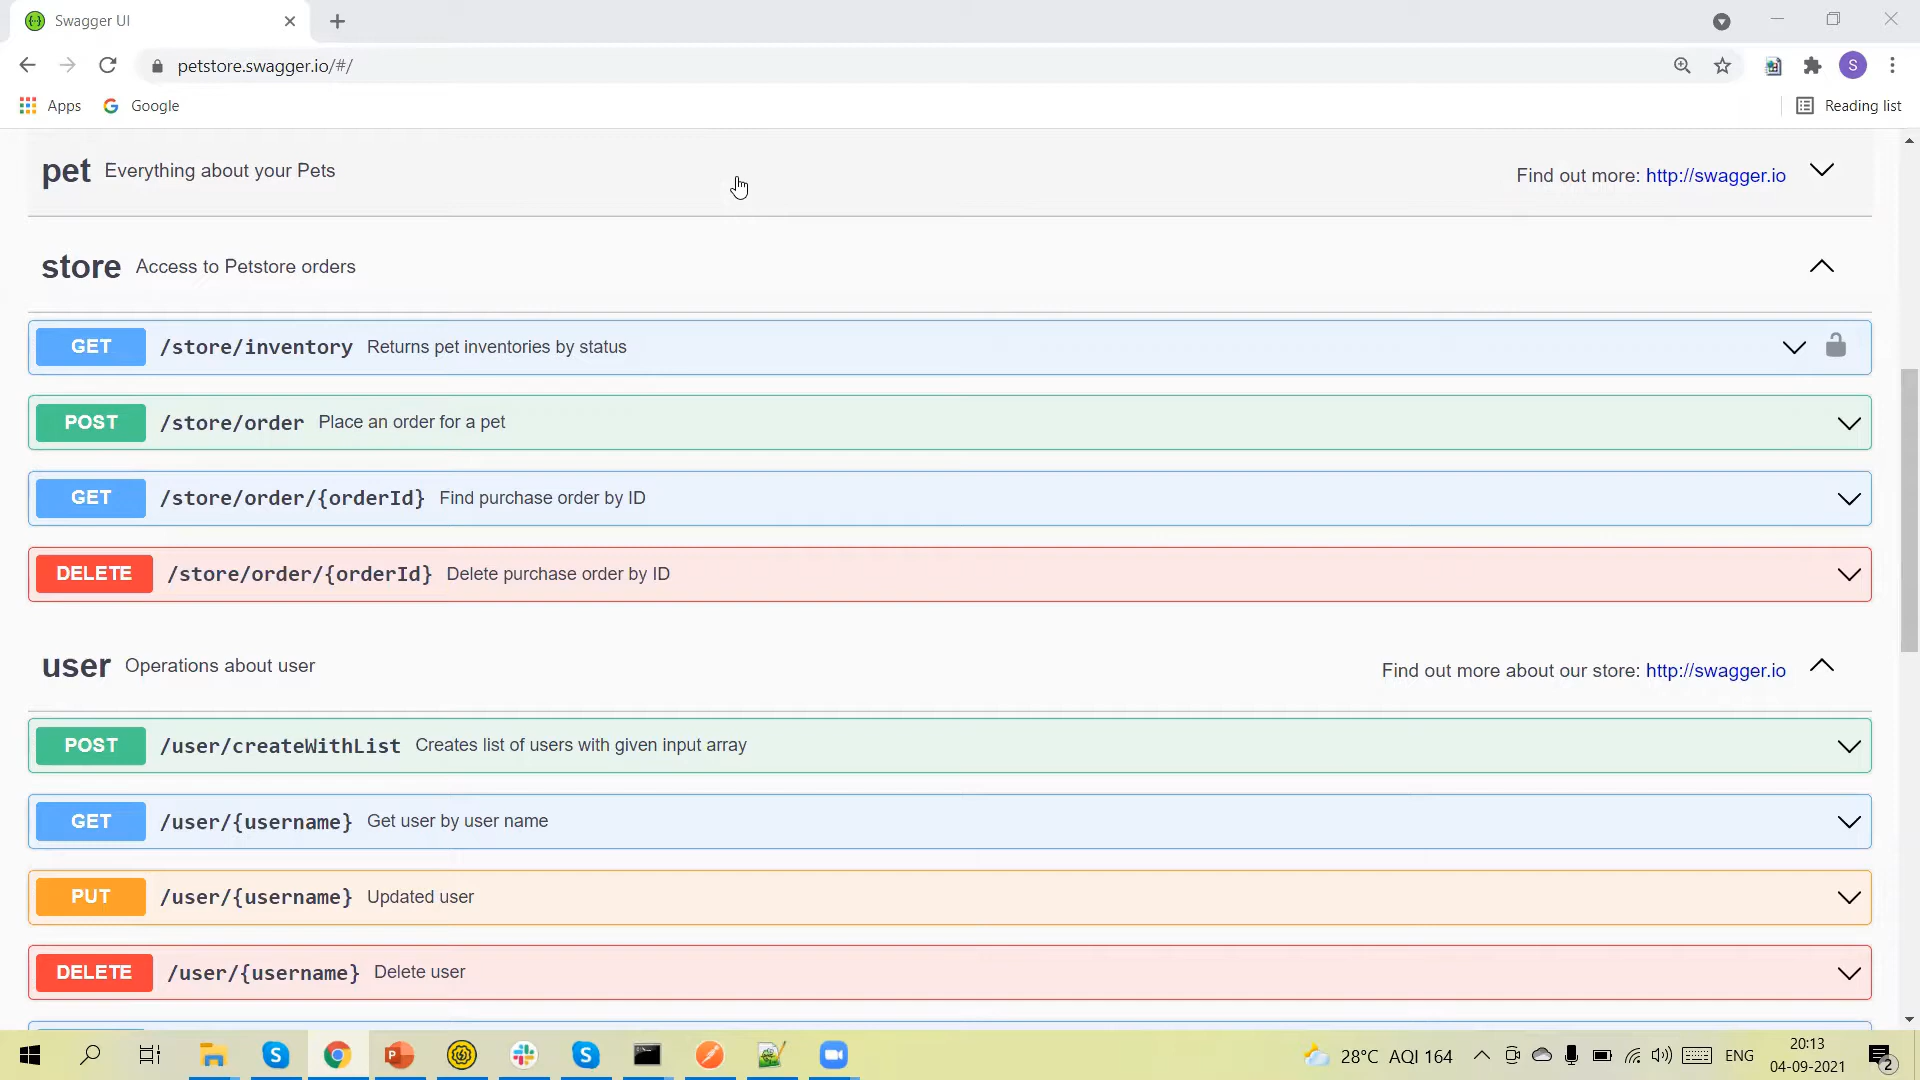 Swagger UI
petstore.swagger.io/#/
S
Apps Google Reading list
pet Everything about your Pets Find out more: http://swagger.io
store Access to Petstore orders
GET /store/inventory Returns pet inventories by status
POST /store/order Place an order for a pet
GET /store/order/{orderId} Find purchase order by ID
DELETE /store/order/{orderId} Delete purchase order by ID
user Operations about user Find out more about our store: http://swagger.io
POST /user/createWithList Creates list of users with given input array
GET /user/{username} Get user by user name
PUT /user/{username} Updated user
DELETE /user/{username} Delete user
28°C AQI 164 ENG 20:13
04-09-2021 2